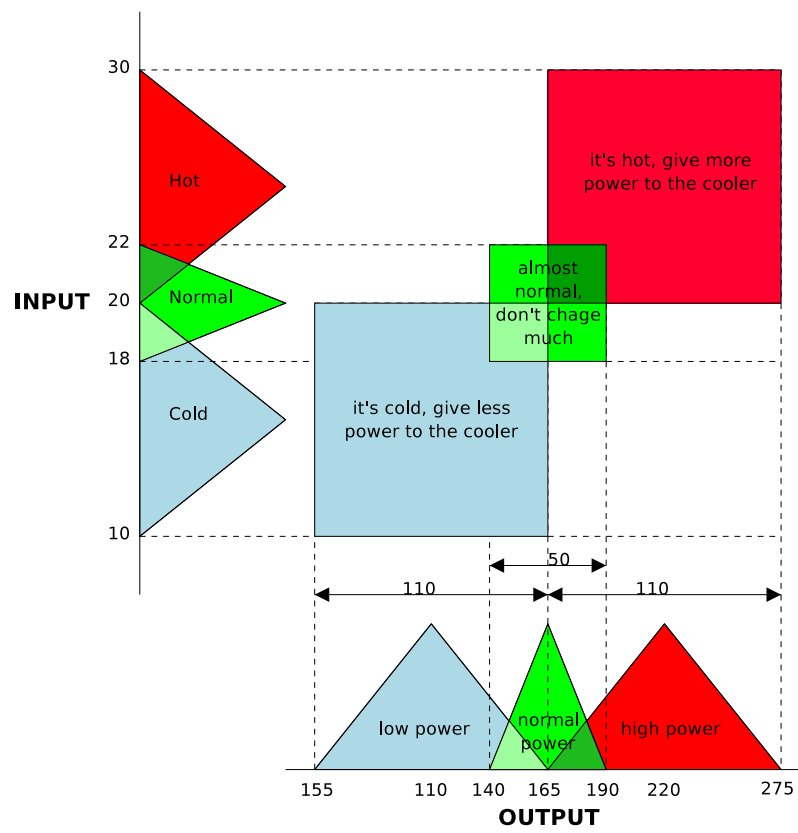 30
it's hot, give more
power to the cooler
Hot
22
almost
normal,
don't chage
much
INPUT
20
Normal
18
it's cold, give less
power to the cooler
Cold
10
50
110
110
low power
normal
power
high power
155
110
140
165
190
220
275
OUTPUT